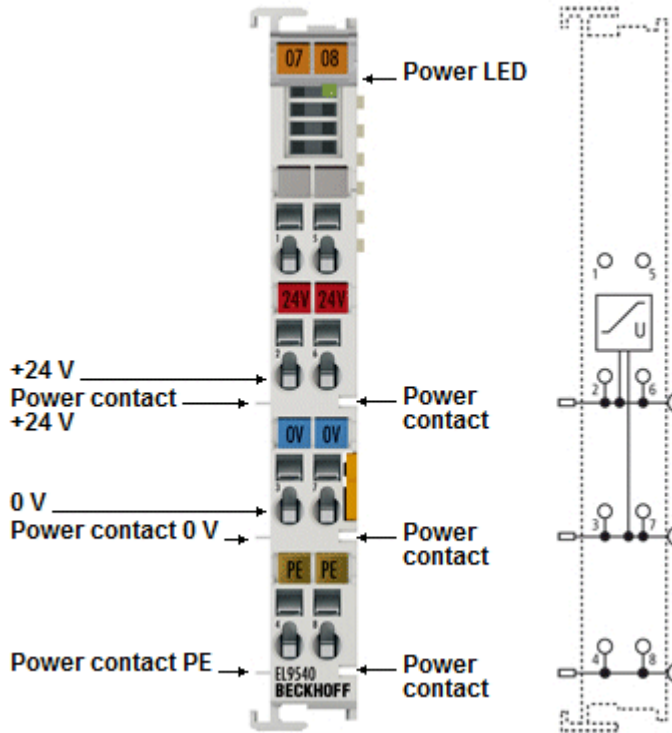 07 08
Power LED
1 5
24V 24V
2 6
+24 V
Power contact
+24 V
Power
contact
0V 0V
3 7
0 V
Power contact 0 V
Power
contact
PE PE
4 8
Power contact PE
Power
contact
EL9540
BECKHOFF
1 5
U
2 6
3 7
4 8